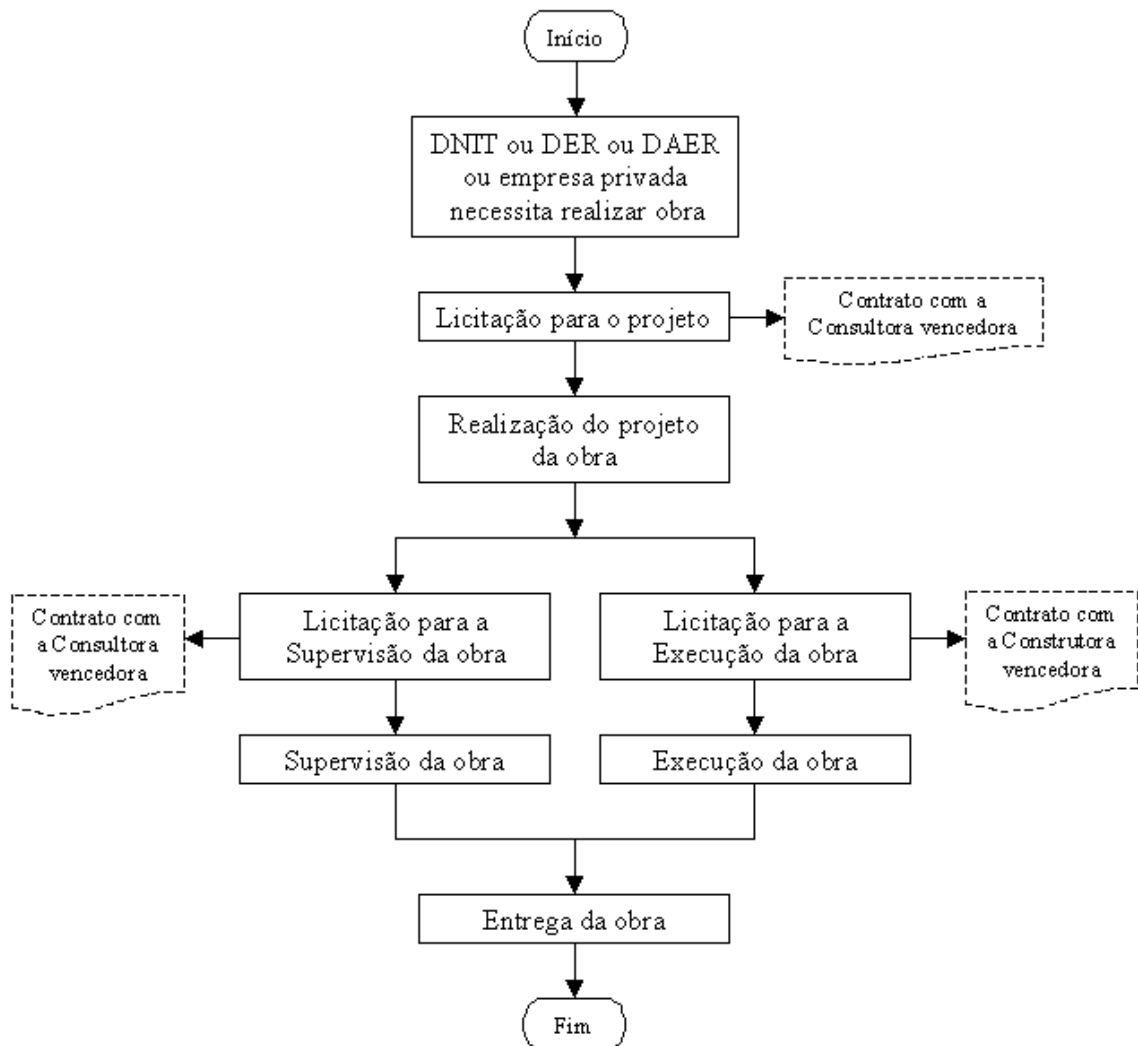 Início
DNIT ou DER ou DAER
ou empresa privada
necessita realizar obra
Licitação para o projeto
Contrato com a
Consultora vencedora
Realização do projeto
da obra
Contrato com
a Consultora
vencedora
Licitação para a
Supervisão da obra
Licitação para a
Execução da obra
Contrato com
a Construtora
vencedora
Supervisão da obra
Execução da obra
Entrega da obra
Fim